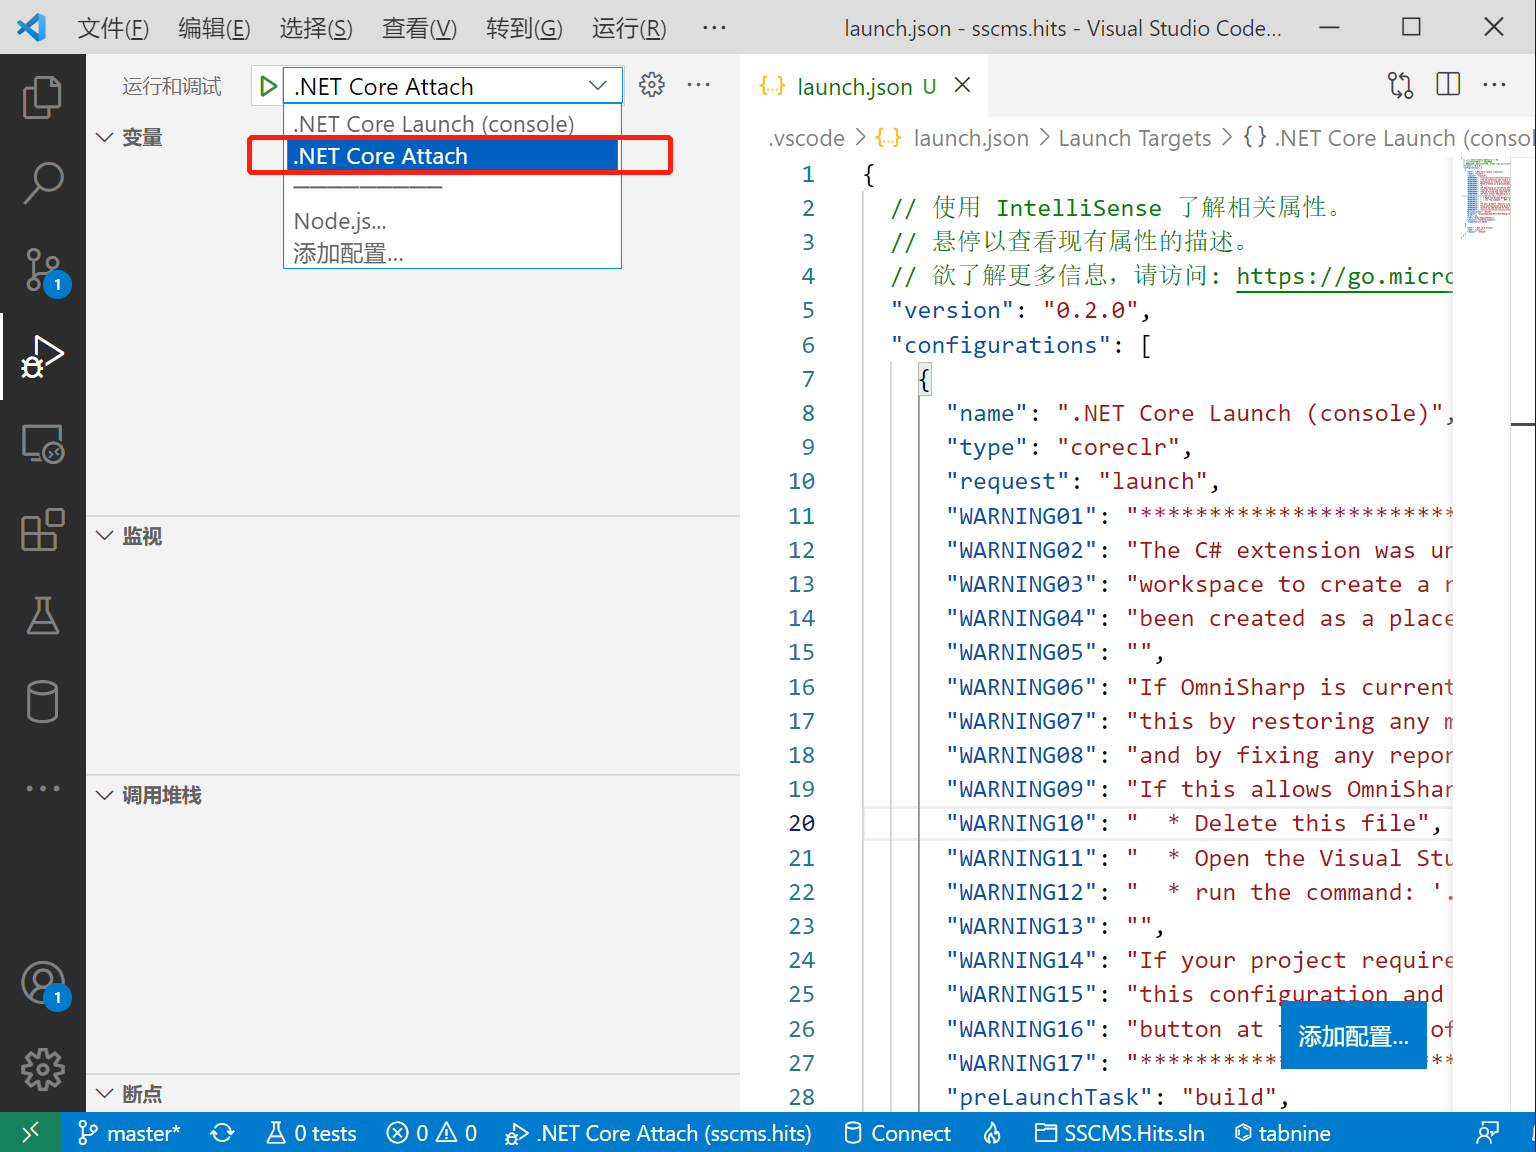 文件(F) 编辑(E) 选择(S) 查看(V) 转到(G) 运行(R) ··· launch.json - sscms.hits - Visual Studio Code...
运行和调试 .NET Core Attach ···
.NET Core Launch (console)
.NET Core Attach
—————————
Node.js...
添加配置...
变量
监视
调用堆栈
断点
1
1
{..} launch.json U
.vscode > {..} launch.json > Launch Targets > {} .NET Core Launch (consol
1 {
2 // 使用 IntelliSense 了解相关属性。
3 // 悬停以查看现有属性的描述。
4 // 欲了解更多信息，请访问: https://go.micro
5 "version": "0.2.0",
6 "configurations": [
7 {
8 "name": ".NET Core Launch (console)",
9 "type": "coreclr",
10 "request": "launch",
11 "WARNING01": "***********************
12 "WARNING02": "The C# extension was un
13 "WARNING03": "workspace to create a r
14 "WARNING04": "been created as a place
15 "WARNING05": "",
16 "WARNING06": "If OmniSharp is current
17 "WARNING07": "this by restoring any m
18 "WARNING08": "and by fixing any repor
19 "WARNING09": "If this allows OmniShar
20 "WARNING10": "  * Delete this file",
21 "WARNING11": "  * Open the Visual Stu
22 "WARNING12": "  * run the command: '.
23 "WARNING13": "",
24 "WARNING14": "If your project require
25 "WARNING15": "this configuration and
26 "WARNING16": "button at of
27 "WARNING17": "***********************
28 "preLaunchTask": "build",
添加配置...
master* 0 tests 0 0 .NET Core Attach (sscms.hits) Connect SSCMS.Hits.sln tabnine